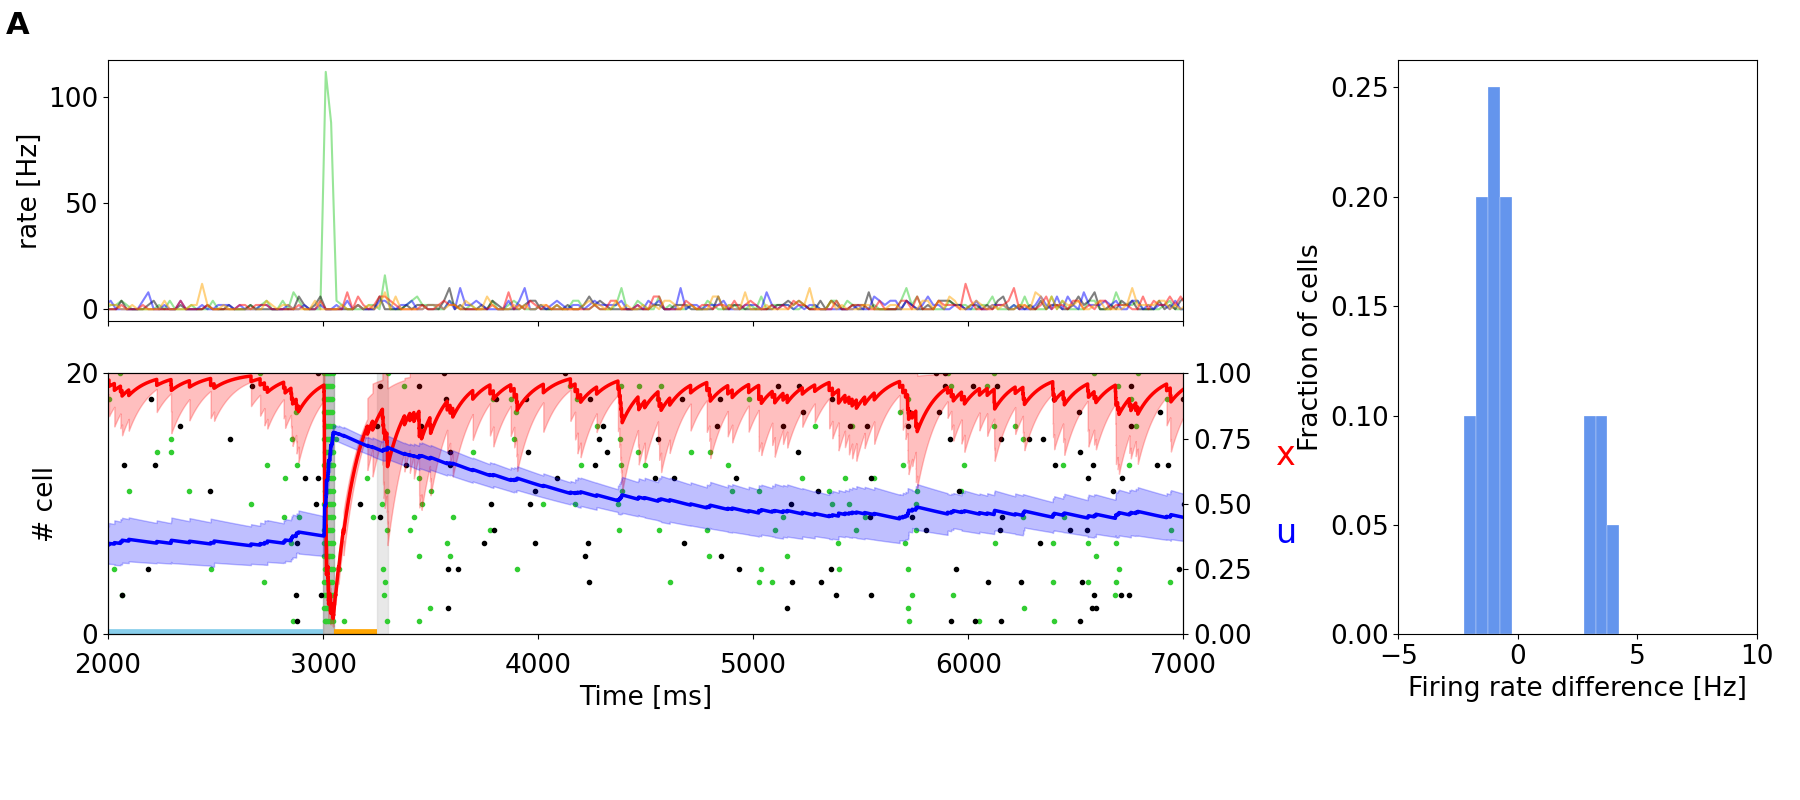 A
rate [Hz]
100
50
0
# cell
20
0
1.00
0.75
0.50
0.25
0.00
x
u
2000 3000 4000 5000 6000 7000
Time [ms]
Fraction of cells
0.25
0.20
0.15
0.10
0.05
0.00
−5 0 5 10
Firing rate difference [Hz]